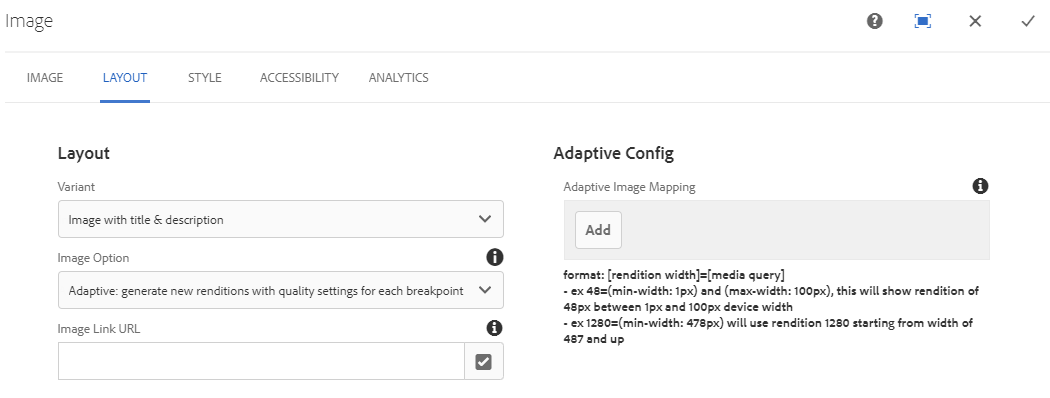 Image
IMAGE
LAYOUT
STYLE
ACCESSIBILITY
ANALYTICS
Layout
Variant
Image with title & description
Image Option
Adaptive: generate new renditions with quality settings for each breakpoint
Image Link URL
Adaptive Config
Adaptive Image Mapping
Add
format: [rendition width]=[media query]
- ex 48=(min-width: 1px) and (max-width: 100px), this will show rendition of
48px between 1px and 100px device width
- ex 1280=(min-width: 478px) will use rendition 1280 starting from width of
487 and up